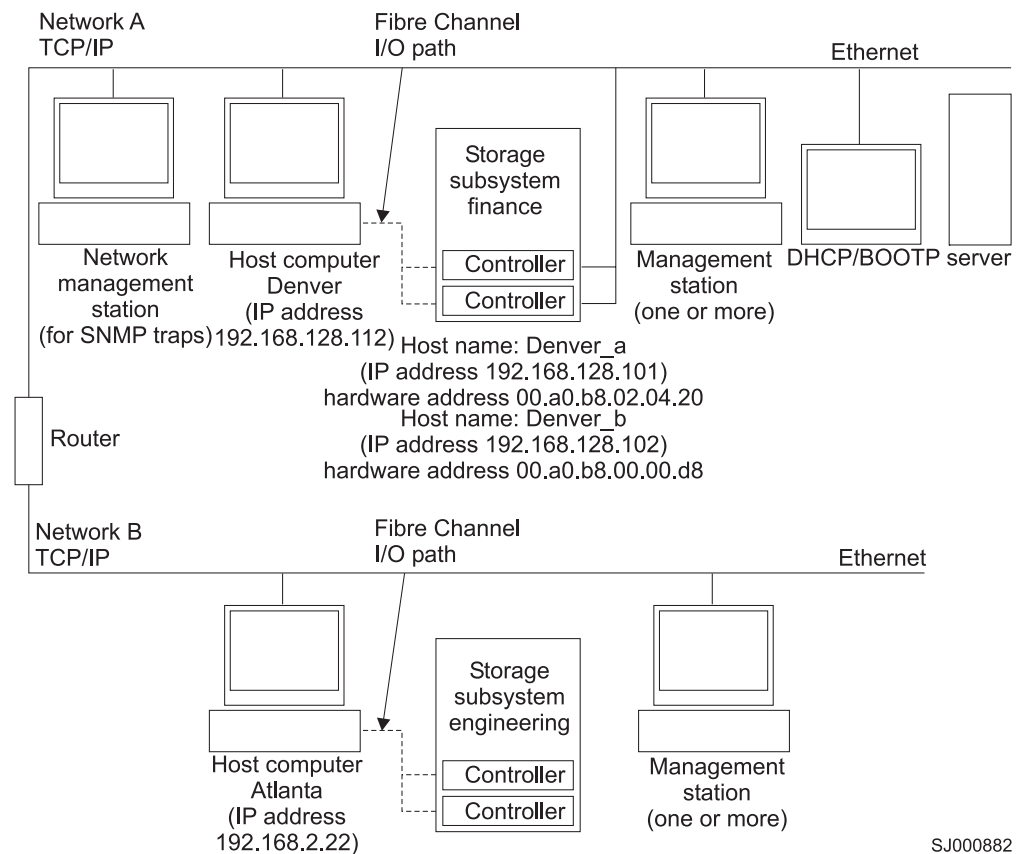 Network A
TCP/IP
Fibre Channel
I/O path
Ethernet
Storage
subsystem
finance
Controller
Controller
Network
management
station
(for SNMP traps)
Host computer
Denver
(IP address
192.168.128.112)
Management
station
(one or more)
DHCP/BOOTP server
Host name: Denver_a
(IP address 192.168.128.101)
hardware address 00.a0.b8.02.04.20
Host name: Denver_b
(IP address 192.168.128.102)
hardware address 00.a0.b8.00.00.d8
Router
Network B
TCP/IP
Fibre Channel
I/O path
Ethernet
Storage
subsystem
engineering
Controller
Controller
Host computer
Atlanta
(IP address
192.168.2.22)
Management
station
(one or more)
SJ000882